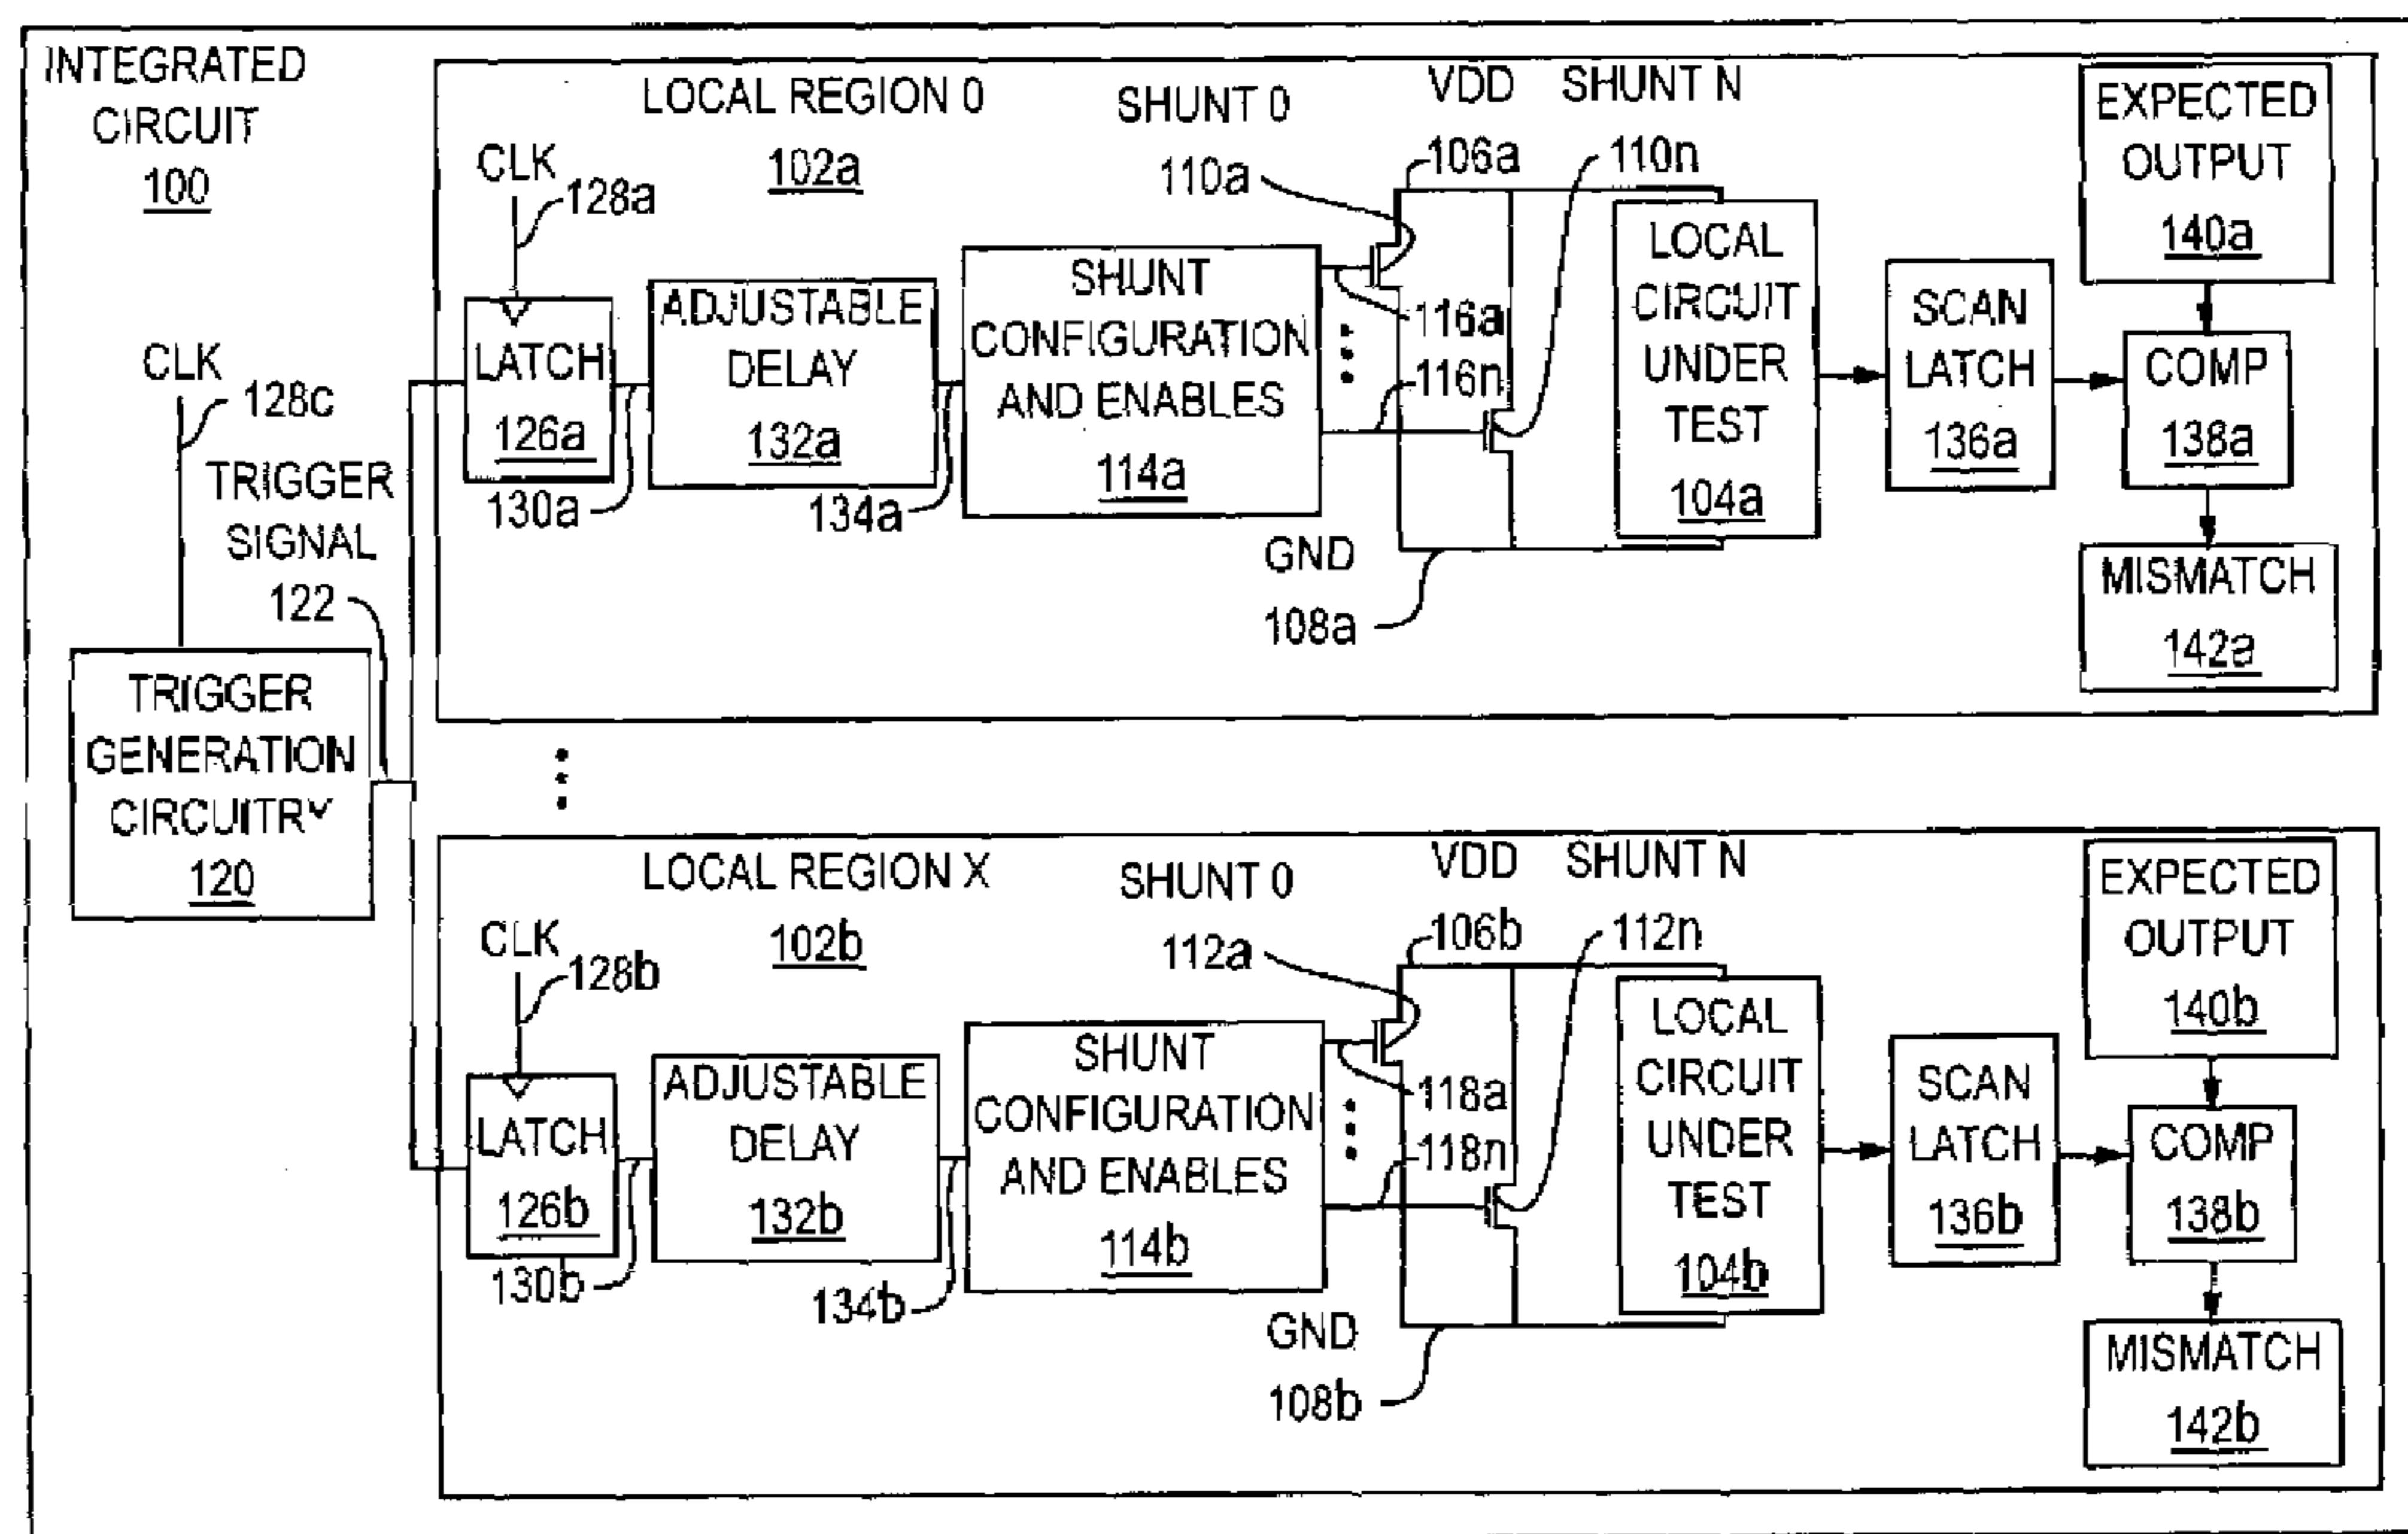 INTEGRATED
CIRCUIT
100
CLK
128c
TRIGGER
SIGNAL
122
TRIGGER
GENERATION
CIRCUITRY
120
LOCAL REGION 0
102a
CLK
128a
LATCH
126a
130a
ADJUSTABLE
DELAY
132a
134a
SHUNT
CONFIGURATION
AND ENABLES
114a
SHUNT 0
110a
VDD
106a
SHUNT N
110n
116a
116n
GND
108a
LOCAL
CIRCUIT
UNDER
TEST
104a
SCAN
LATCH
136a
EXPECTED
OUTPUT
140a
COMP
138a
MISMATCH
142a
LOCAL REGION X
102b
CLK
128b
LATCH
126b
130b
ADJUSTABLE
DELAY
132b
134b
SHUNT
CONFIGURATION
AND ENABLES
114b
SHUNT 0
112a
VDD
106b
SHUNT N
112n
118a
118n
GND
108b
LOCAL
CIRCUIT
UNDER
TEST
104b
SCAN
LATCH
136b
EXPECTED
OUTPUT
140b
COMP
138b
MISMATCH
142b